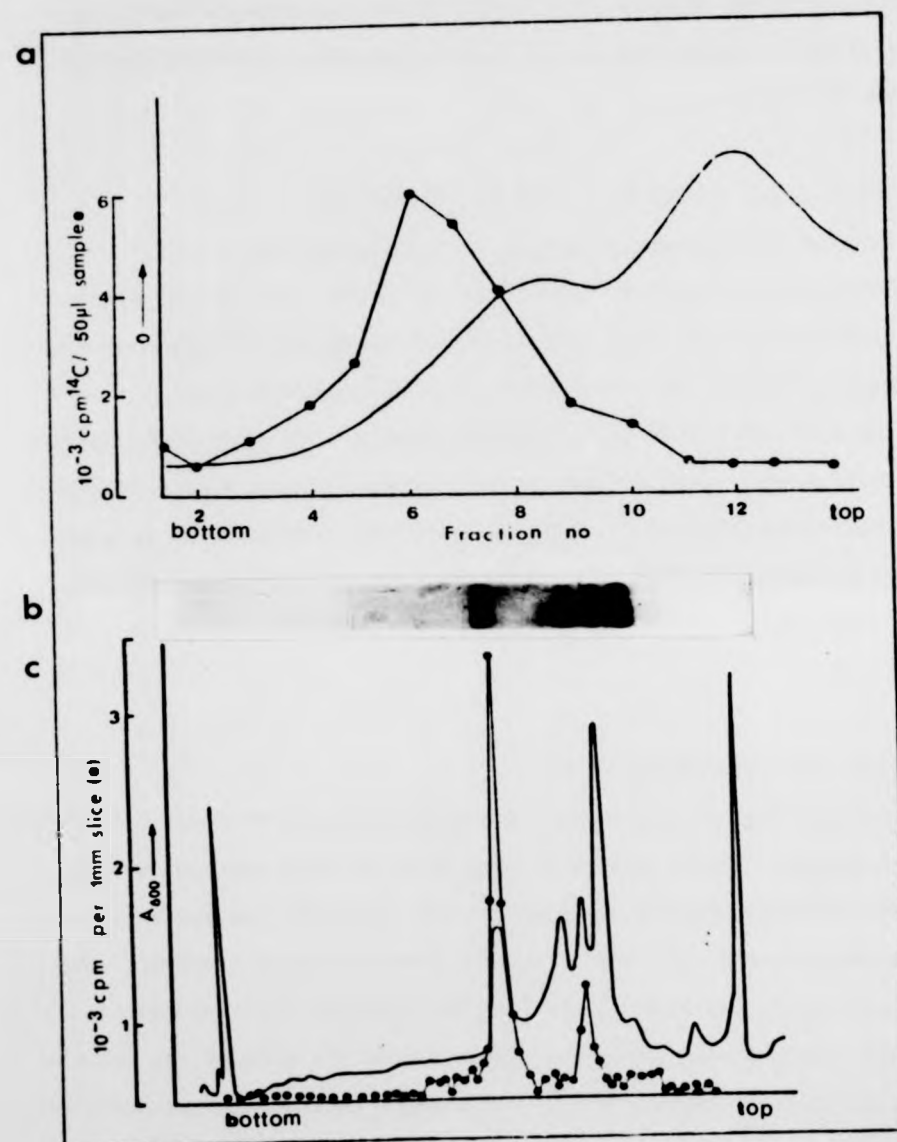 a
10⁻³ cpm ¹⁴C/ 50µl sample●
0 →
6
4
2
0
2
4
6
8
10
12
top
bottom
Fraction no
b
c
10⁻³ cpm per 1mm slice (●)
A₆₀₀ →
3
2
1
bottom
top